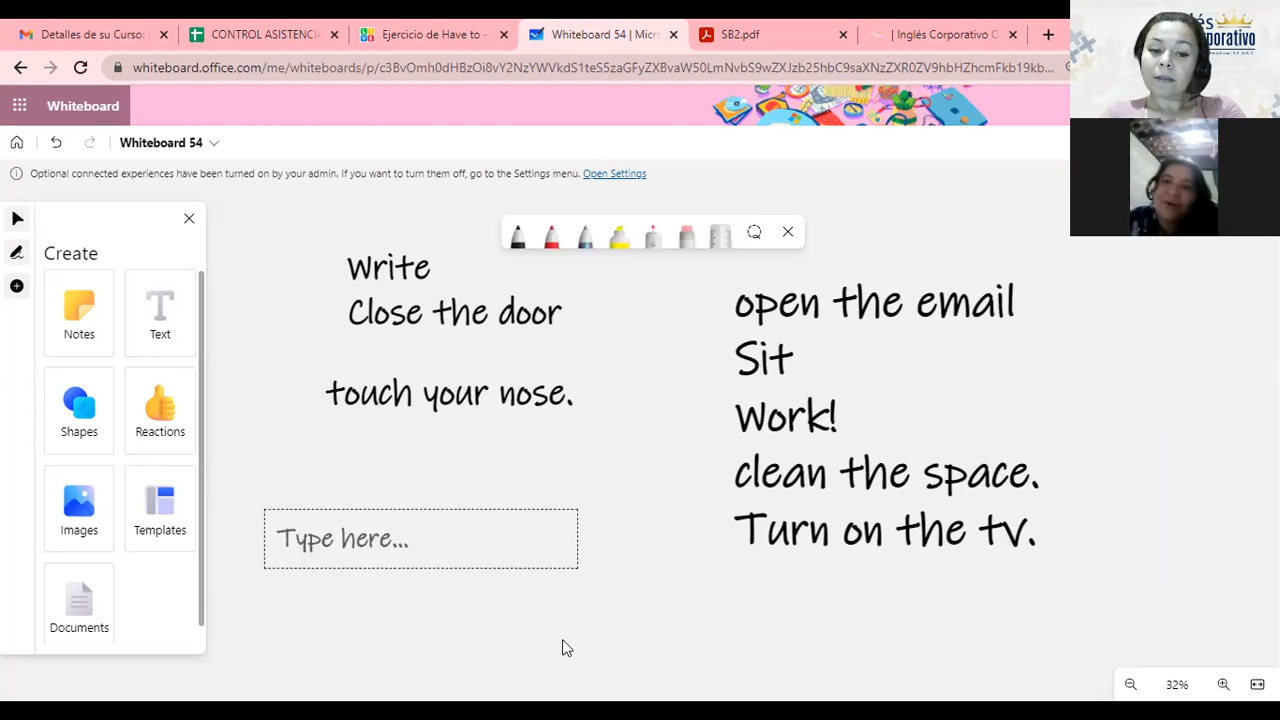 Detalles de su Curso:
CONTROL ASISTENCIA
Ejercicio de Have
Whiteboard 54 | Micr
SB2.pdf
| Inglés Corporativo
whiteboard.office.com/me/whiteboards/p/
Whiteboard
Whiteboard 54
Optional connected experiences have been turned on by your admin. If you want to turn them off, go to the Settings menu. Open Settings
Create
Notes
Text
Shapes
Reactions
Images
Templates
Documents
Write
Close the door
touch your nose.
Type here...
open the email
Sit
Work!
clean the space.
Turn on the tv.
32%